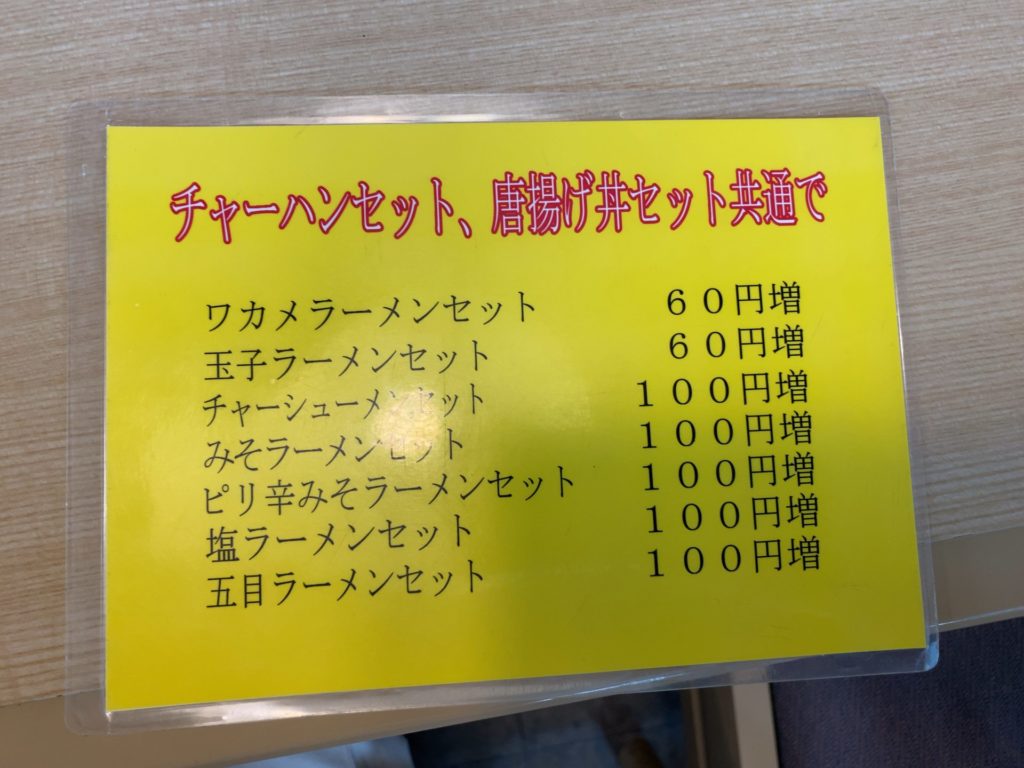 チャーハンセット、唐揚げ丼セット共通で
ワカメラーメンセット　６０円増
玉子ラーメンセット　６０円増
チャーシューメンセット　１００円増
みそラーメンセット　１００円増
ピリ辛みそラーメンセット　１００円増
塩ラーメンセット　１００円増
五目ラーメンセット　１００円増